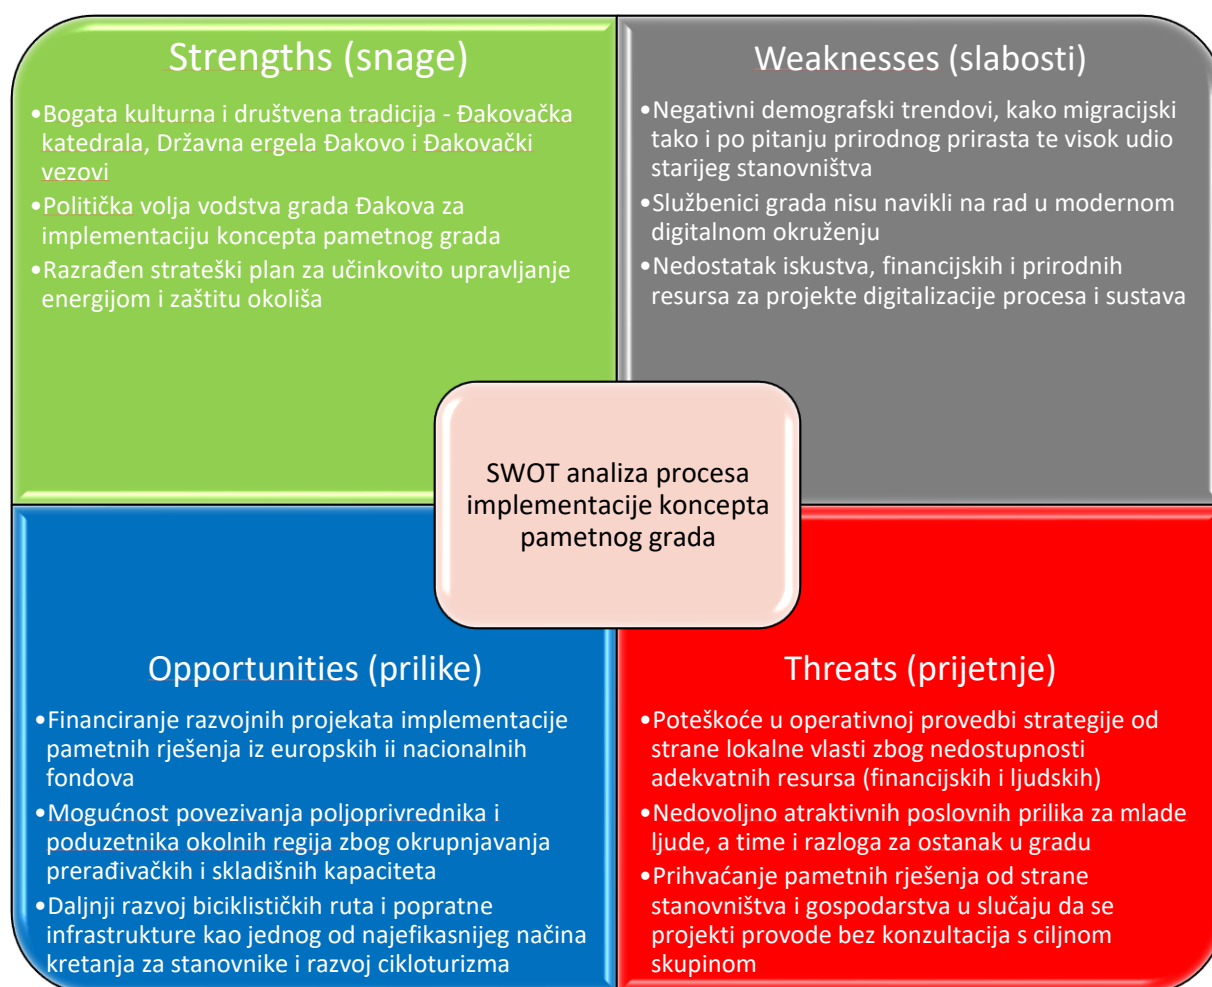 Strengths (snage)
•Bogata kulturna i društvena tradicija - Đakovačka
katedrala, Državna ergela Đakovo i Đakovački
vezovi
•Politička volja vodstva grada Đakova za
implementaciju koncepta pametnog grada
•Razrađen strateški plan za učinkovito upravljanje
energijom i zaštitu okoliša
Weaknesses (slabosti)
•Negativni demografski trendovi, kako migracijski
tako i po pitanju prirodnog prirasta te visok udio
starijeg stanovništva
•Službenici grada nisu navikli na rad u modernom
digitalnom okruženju
•Nedostatak iskustva, financijskih i prirodnih
resursa za projekte digitalizacije procesa i sustava
SWOT analiza procesa
implementacije koncepta
pametnog grada
Opportunities (prilike)
•Financiranje razvojnih projekata implementacije
pametnih rješenja iz europskih ii nacionalnih
fondova
•Mogućnost povezivanja poljoprivrednika i
poduzetnika okolnih regija zbog okrupnjavanja
prerađivačkih i skladišnih kapaciteta
•Daljnji razvoj biciklističkih ruta i popratne
infrastrukture kao jednog od najefikasnijeg načina
kretanja za stanovnike i razvoj cikloturizma
Threats (prijetnje)
•Poteškoće u operativnoj provedbi strategije od
strane lokalne vlasti zbog nedostupnosti
adekvatnih resursa (financijskih i ljudskih)
•Nedovoljno atraktivnih poslovnih prilika za mlade
ljude, a time i razloga za ostanak u gradu
•Prihvaćanje pametnih rješenja od strane
stanovništva i gospodarstva u slučaju da se
projekti provode bez konzultacija s ciljnom
skupinom